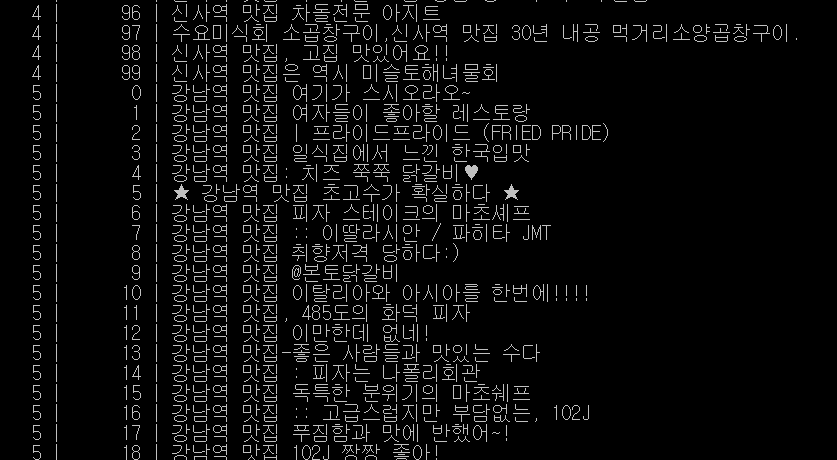 4 | 96 | 신사역 맛집 차돌전문 아지트
4 | 97 | 수요미식회 소곱창구이,신사역 맛집 30년 내공 먹거리소양곱창구이.
4 | 98 | 신사역 맛집, 고집 맛있어요!!
4 | 99 | 신사역 맛집은 역시 미슬토해녀물회
5 | 0 | 강남역 맛집 여기가 스시오라오~
5 | 1 | 강남역 맛집 여자들이 좋아할 레스토랑
5 | 2 | 강남역 맛집 | 프라이드프라이드 (FRIED PRIDE)
5 | 3 | 강남역 맛집 일식집에서 느낀 한국입맛
5 | 4 | 강남역 맛집: 치즈 쭉쭉 닭갈비♥
5 | 5 | ★ 강남역 맛집 초고수가 확실하다 ★
5 | 6 | 강남역 맛집 피자 스테이크의 마초셰프
5 | 7 | 강남역 맛집 :: 이딸라시안 / 파히타 JMT
5 | 8 | 강남역 맛집 취향저격 당하다:)
5 | 9 | 강남역 맛집 @본토닭갈비
5 | 10 | 강남역 맛집 이탈리아와 아시아를 한번에!!!!
5 | 11 | 강남역 맛집, 485도의 화덕 피자
5 | 12 | 강남역 맛집 이만한데 없네!
5 | 13 | 강남역 맛집-좋은 사람들과 맛있는 수다
5 | 14 | 강남역 맛집 : 피자는 나폴리회관
5 | 15 | 강남역 맛집 독특한 분위기의 마초쉐프
5 | 16 | 강남역 맛집 :: 고급스럽지만 부담없는, 102J
5 | 17 | 강남역 맛집 푸짐함과 맛에 반했어~!
5 | 18 | 강남역 맛집 102J 짱짱 좋아!